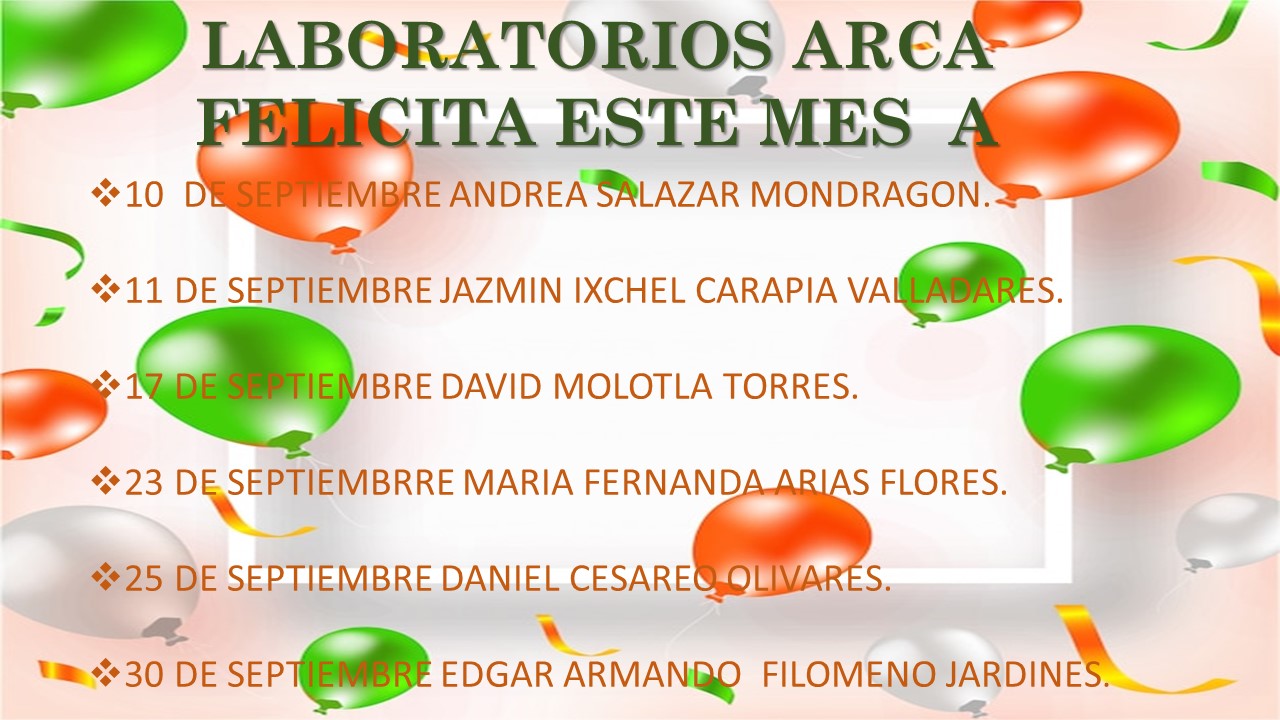 LABORATORIOS ARCA
FELICITA ESTE MES A
❖10 DE SEPTIEMBRE ANDREA SALAZAR MONDRAGON.
❖11 DE SEPTIEMBRE JAZMIN IXCHEL CARAPIA VALLADARES.
❖17 DE SEPTIEMBRE DAVID MOLOTLA TORRES.
❖23 DE SEPTIEMBRRE MARIA FERNANDA ARIAS FLORES.
❖25 DE SEPTIEMBRE DANIEL CESAREO OLIVARES.
❖30 DE SEPTIEMBRE EDGAR ARMANDO FILOMENO JARDINES.